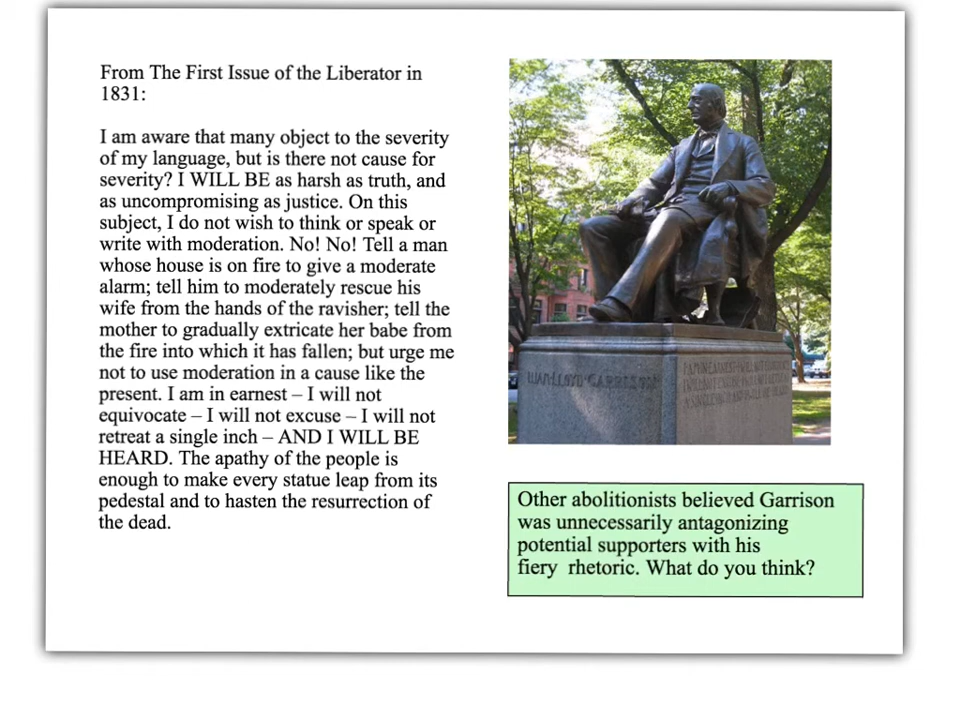 From The First Issue of the Liberator in
1831:
I am aware that many object to the severity
of my language, but is there not cause for
severity? I WILL BE as harsh as truth, and
as uncompromising as justice. On this
subject, I do not wish to think or speak or
write with moderation. No! No! Tell a man
whose house is on fire to give a moderate
alarm; tell him to moderately rescue his
wife from the hands of the ravisher; tell the
mother to gradually extricate her babe from
the fire into which it has fallen; but urge me
not to use moderation in a cause like the
present. I am in earnest – I will not
equivocate – I will not excuse – I will not
retreat a single inch – AND I WILL BE
HEARD. The apathy of the people is
enough to make every statue leap from its
pedestal and to hasten the resurrection of
the dead.
WILLIAM·LLOYD·GARRISON
Other abolitionists believed Garrison
was unnecessarily antagonizing
potential supporters with his
fiery  rhetoric. What do you think?